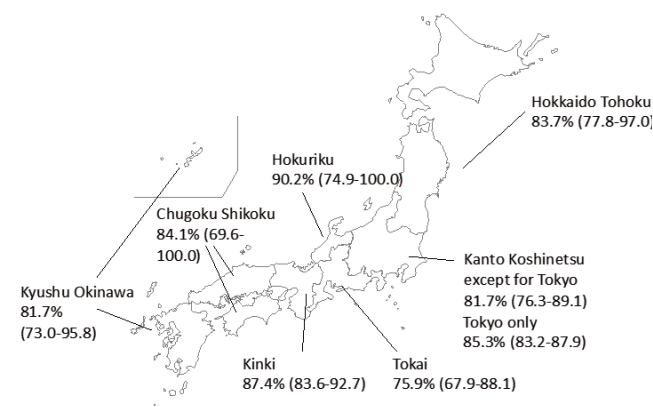 Hokkaido Tohoku
83.7% (77.8-97.0)
Hokuriku
90.2% (74.9-100.0)
Chugoku Shikoku
84.1% (69.6-
100.0)
Kanto Koshinetsu
except for Tokyo
81.7% (76.3-89.1)
Tokyo only
85.3% (83.2-87.9)
Kyushu Okinawa
81.7%
(73.0-95.8)
Kinki
87.4% (83.6-92.7)
Tokai
75.9% (67.9-88.1)